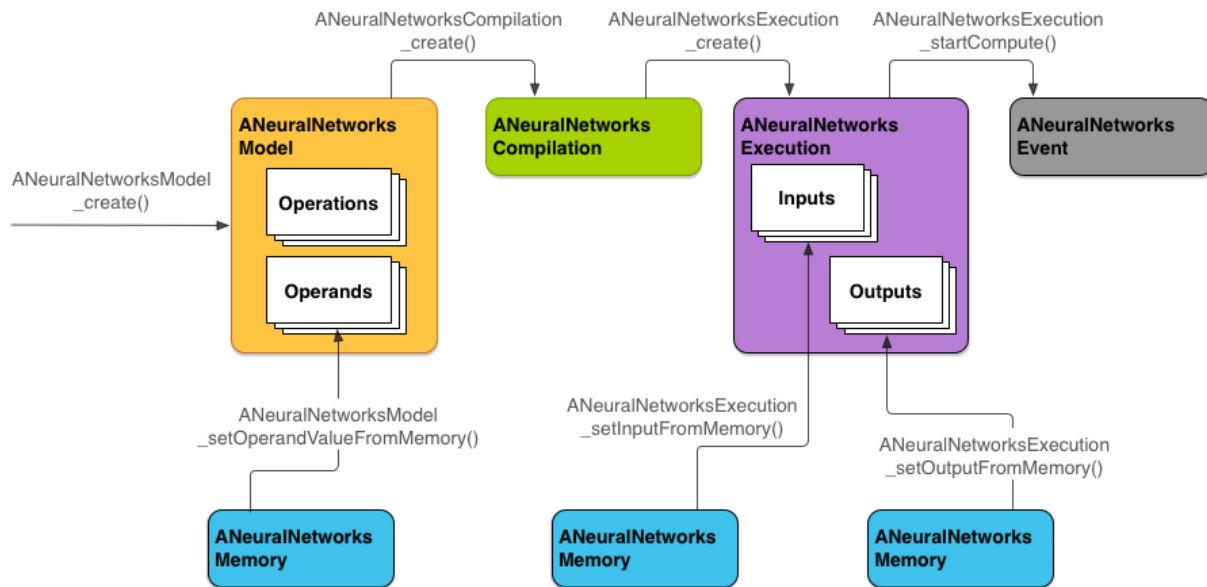 ANeuralNetworksCompilation
_create()
ANeuralNetworksExecution
_create()
ANeuralNetworksExecution
_startCompute()
ANeuralNetworksModel
_create()
ANeuralNetworks
Model
Operations
Operands
ANeuralNetworks
Compilation
ANeuralNetworks
Execution
Inputs
Outputs
ANeuralNetworks
Event
ANeuralNetworksModel
_setOperandValueFromMemory()
ANeuralNetworksExecution
_setInputFromMemory()
ANeuralNetworksExecution
_setOutputFromMemory()
ANeuralNetworks
Memory
ANeuralNetworks
Memory
ANeuralNetworks
Memory